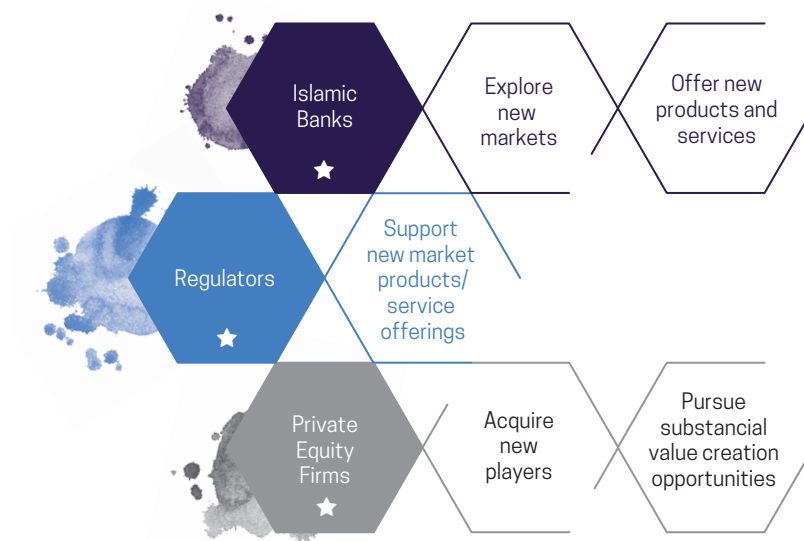 Islamic
Banks
Explore
new
markets
Offer new
products and
services
Regulators
Support
new market
products/
service
offerings
Private
Equity
Firms
Acquire
new
players
Pursue
substancial
value creation
opportunities